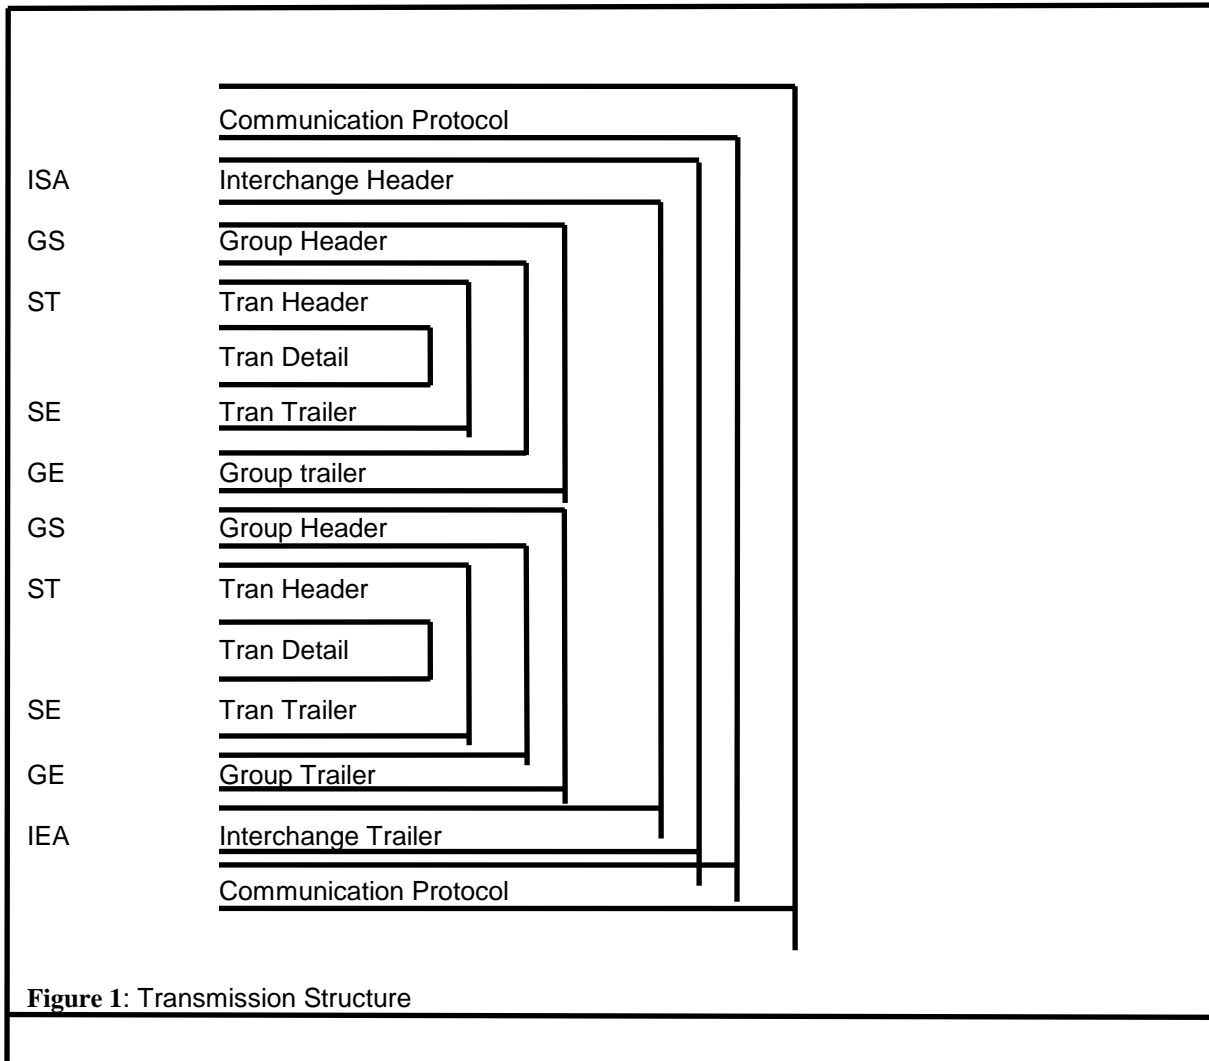 Communication Protocol
ISA Interchange Header
GS Group Header
ST Tran Header
Tran Detail
SE Tran Trailer
GE Group trailer
GS Group Header
ST Tran Header
Tran Detail
SE Tran Trailer
GE Group Trailer
IEA Interchange Trailer
Communication Protocol
Figure 1: Transmission Structure